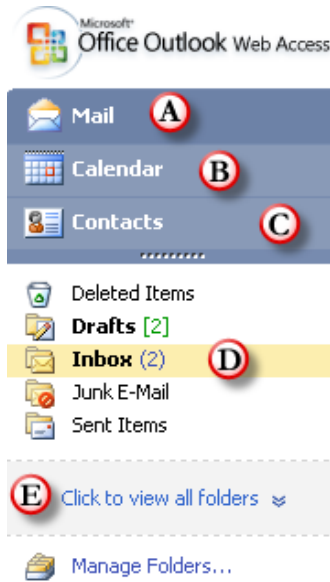 Microsoft®
Office Outlook Web Access
Mail A
Calendar B
Contacts C
Deleted Items
Drafts [2]
Inbox (2) D
Junk E-Mail
Sent Items
E Click to view all folders
Manage Folders...